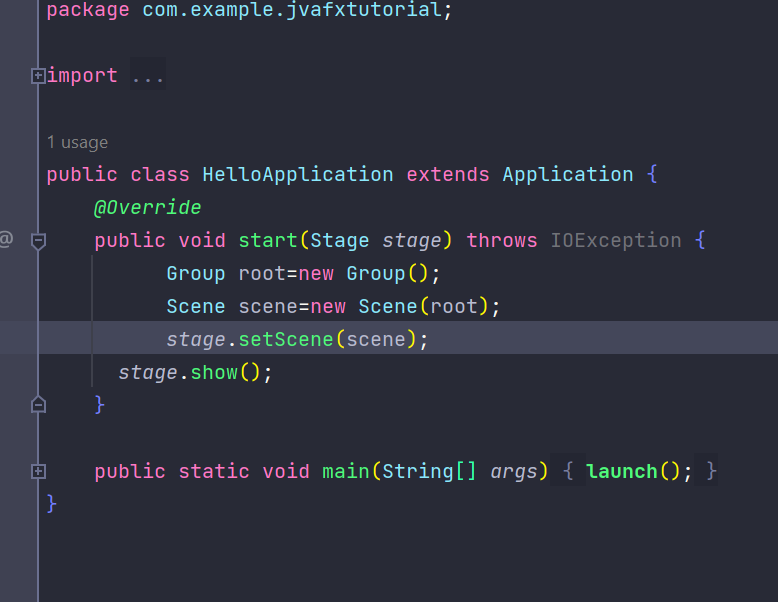 package com.example.jvafxtutorial;
import ...
1 usage
public class HelloApplication extends Application {
@Override
public void start(Stage stage) throws IOException {
Group root=new Group();
Scene scene=new Scene(root);
stage.setScene(scene);
stage.show();
}
public static void main(String[] args) { launch(); }
}